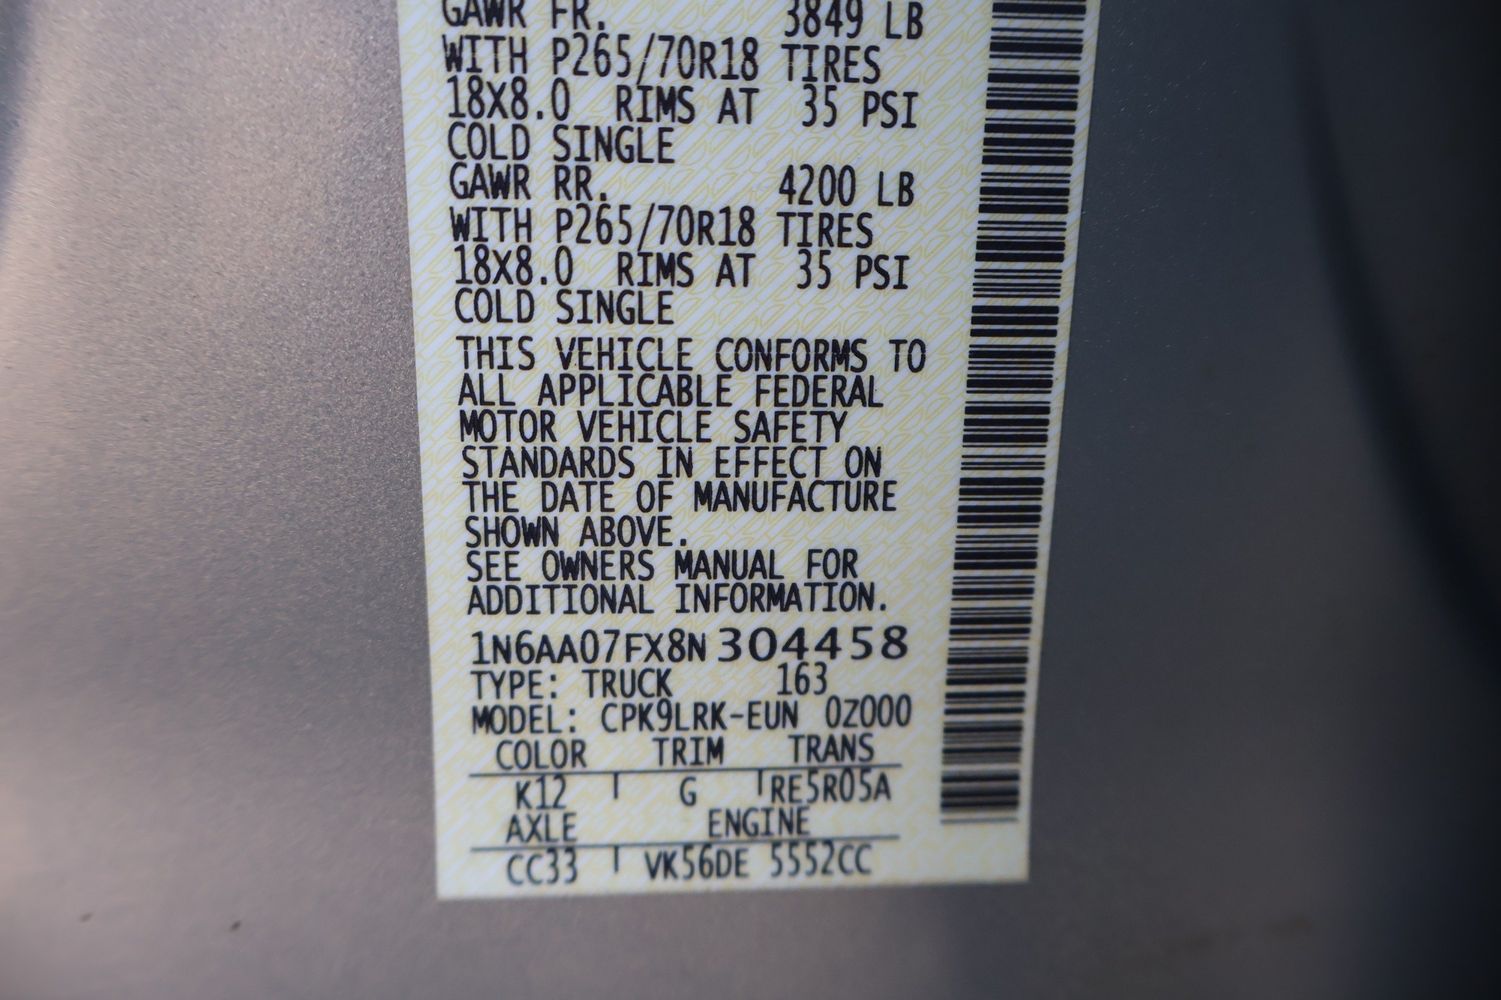 GAWR FR. 3849 LB
WITH P265/70R18 TIRES
18X8.0 RIMS AT 35 PSI
COLD SINGLE
GAWR RR. 4200 LB
WITH P265/70R18 TIRES
18X8.0 RIMS AT 35 PSI
COLD SINGLE
THIS VEHICLE CONFORMS TO
ALL APPLICABLE FEDERAL
MOTOR VEHICLE SAFETY
STANDARDS IN EFFECT ON
THE DATE OF MANUFACTURE
SHOWN ABOVE.
SEE OWNERS MANUAL FOR
ADDITIONAL INFORMATION.
1N6AA07FX8N304458
TYPE: TRUCK 163
MODEL: CPK9LRK-EUN 0Z000
COLOR TRIM TRANS
K12 G RE5R05A
AXLE ENGINE
CC33 VK56DE 5552CC